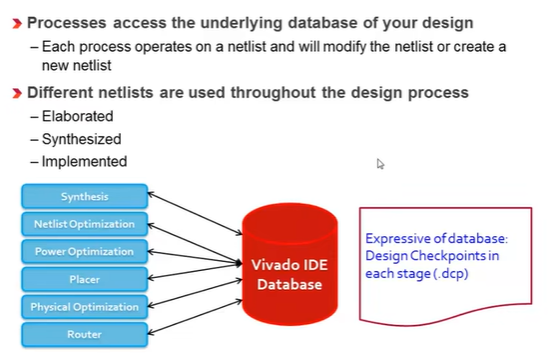 Processes access the underlying database of your design
– Each process operates on a netlist and will modify the netlist or create a
new netlist
Different netlists are used throughout the design process
– Elaborated
– Synthesized
– Implemented
Synthesis
Netlist Optimization
Power Optimization
Placer
Physical Optimization
Router
Vivado IDE
Database
Expressive of database:
Design Checkpoints in
each stage (.dcp)